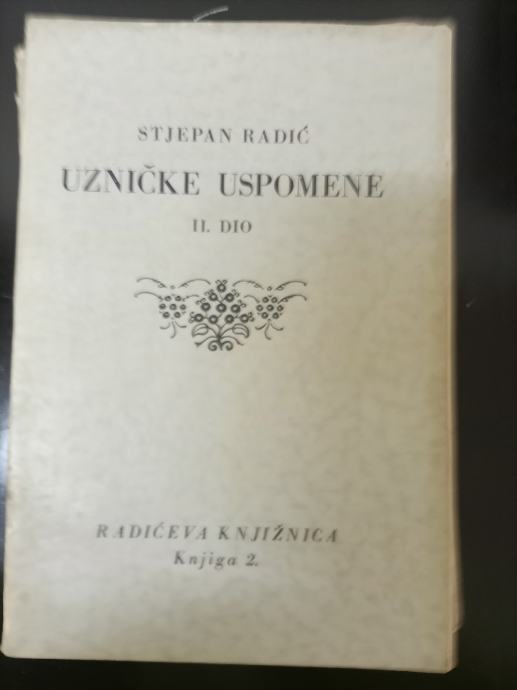 STJEPAN RADIĆ
UZNIČKE USPOMENE
II. DIO
RADIĆEVA KNJIŽNICA
Knjiga 2.